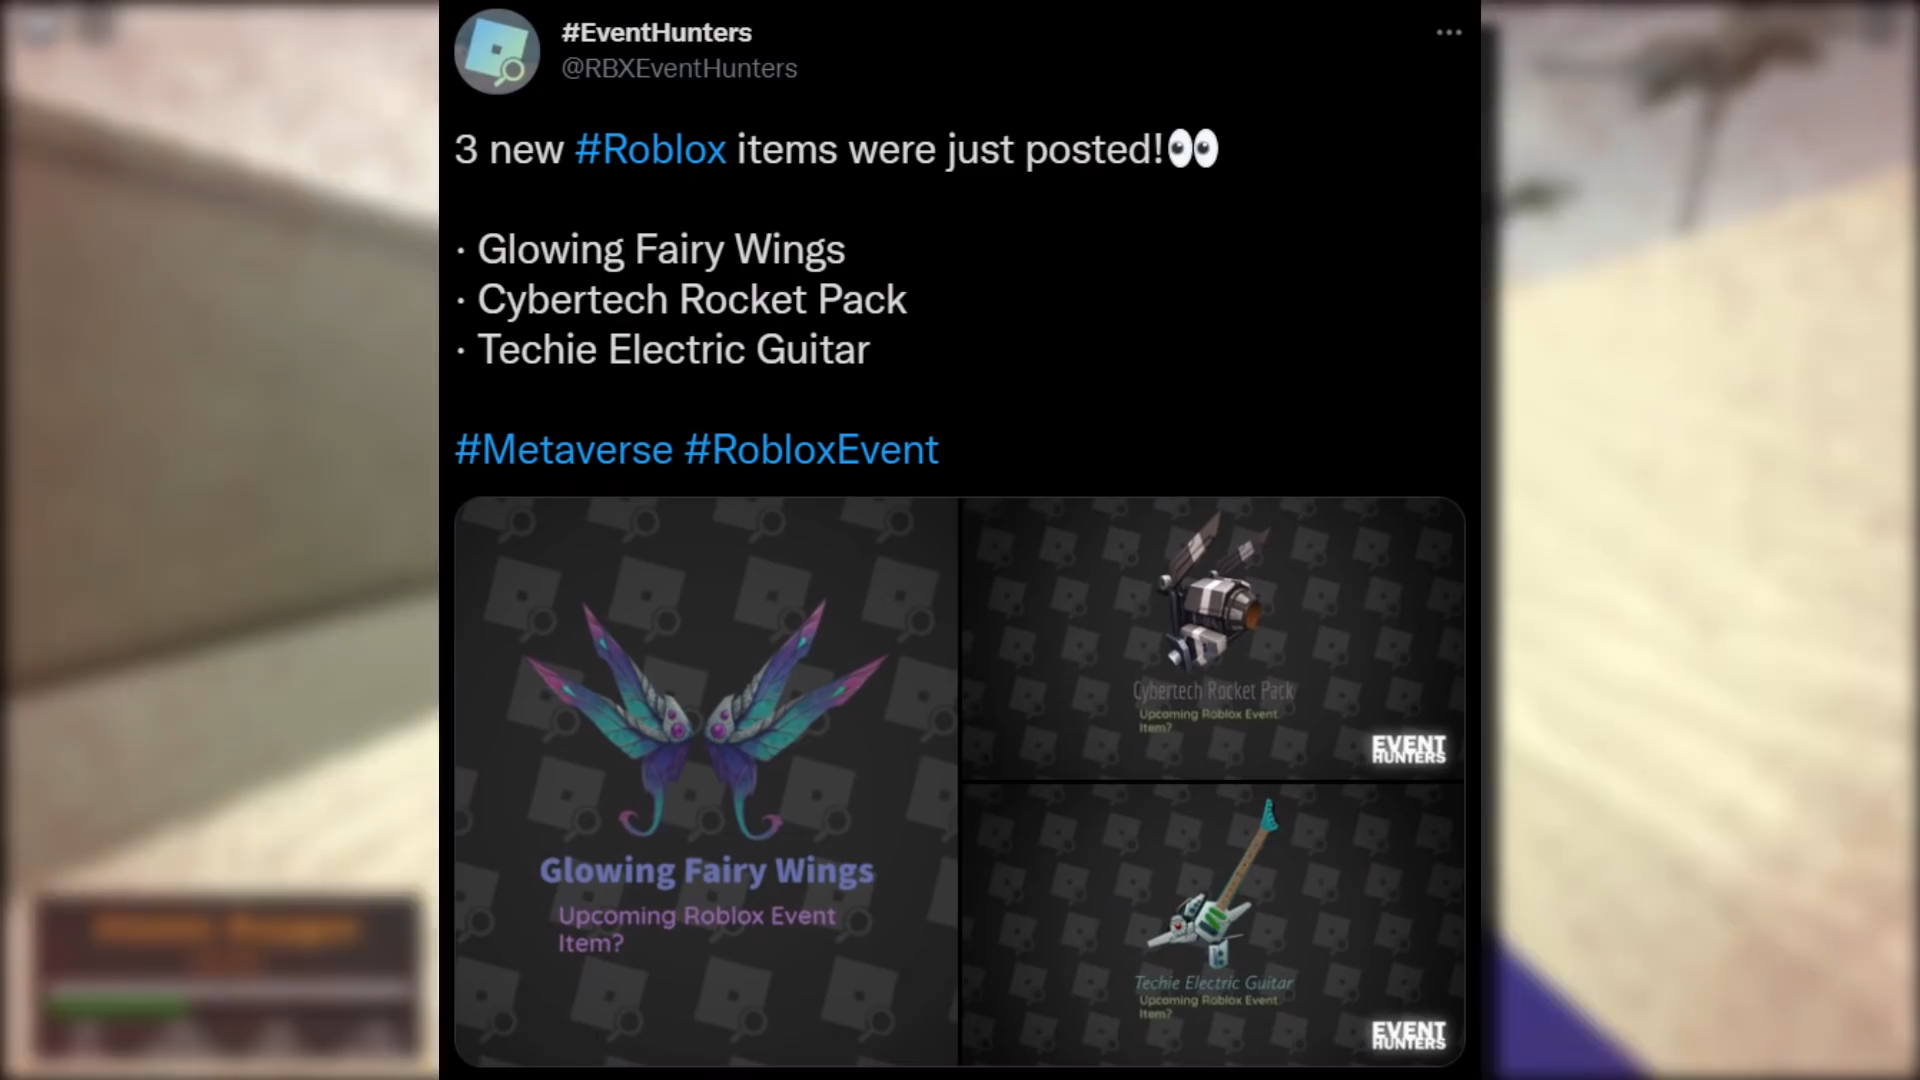 #EventHunters
@RBXEventHunters
3 new #Roblox items were just posted!👀
· Glowing Fairy Wings
· Cybertech Rocket Pack
· Techie Electric Guitar
#Metaverse #RobloxEvent
Glowing Fairy Wings
Upcoming Roblox Event
Item?
Cybertech Rocket Pack
Upcoming Roblox Event
Item?
EVENT
HUNTERS
Techie Electric Guitar
Upcoming Roblox Event
Item?
EVENT
HUNTERS